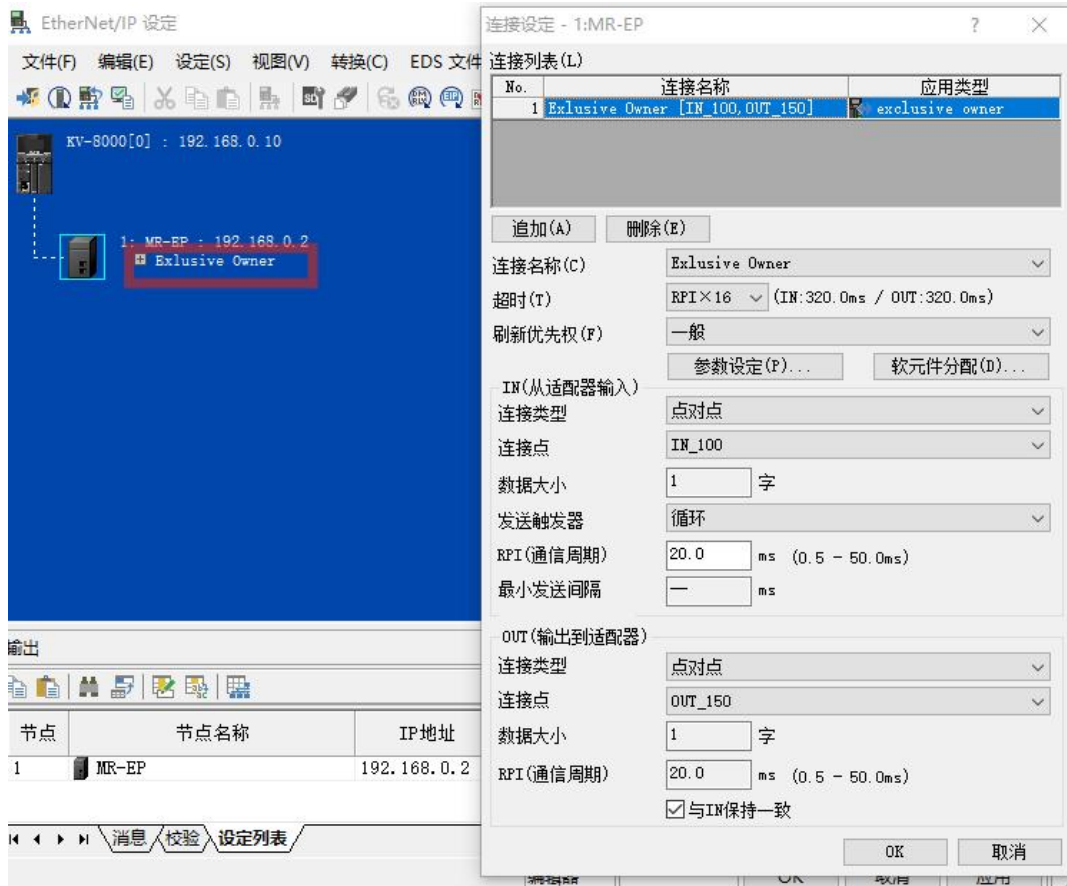 EtherNet/IP 设定
文件(F) 编辑(E) 设定(S) 视图(V) 转换(C) EDS 文件
KV-8000[0] : 192.168.0.10
1: MR-EP : 192.168.0.2
Exlusive Owner
输出
节点 节点名称 IP地址
1 MR-EP 192.168.0.2
消息 校验 设定列表
连接设定 - 1:MR-EP
连接列表(L)
No. 连接名称 应用类型
1 Exlusive Owner [IN_100,OUT_150] exclusive owner
追加(A) 删除(E)
连接名称(C) Exlusive Owner
超时(T) RPI×16 (IN:320.0ms / OUT:320.0ms)
刷新优先权(F) 一般
参数设定(P)... 软元件分配(D)...
IN(从适配器输入)
连接类型 点对点
连接点 IN_100
数据大小 1 字
发送触发器 循环
RPI(通信周期) 20.0 ms (0.5 - 50.0ms)
最小发送间隔 — ms
OUT(输出到适配器)
连接类型 点对点
连接点 OUT_150
数据大小 1 字
RPI(通信周期) 20.0 ms (0.5 - 50.0ms)
与IN保持一致
OK 取消